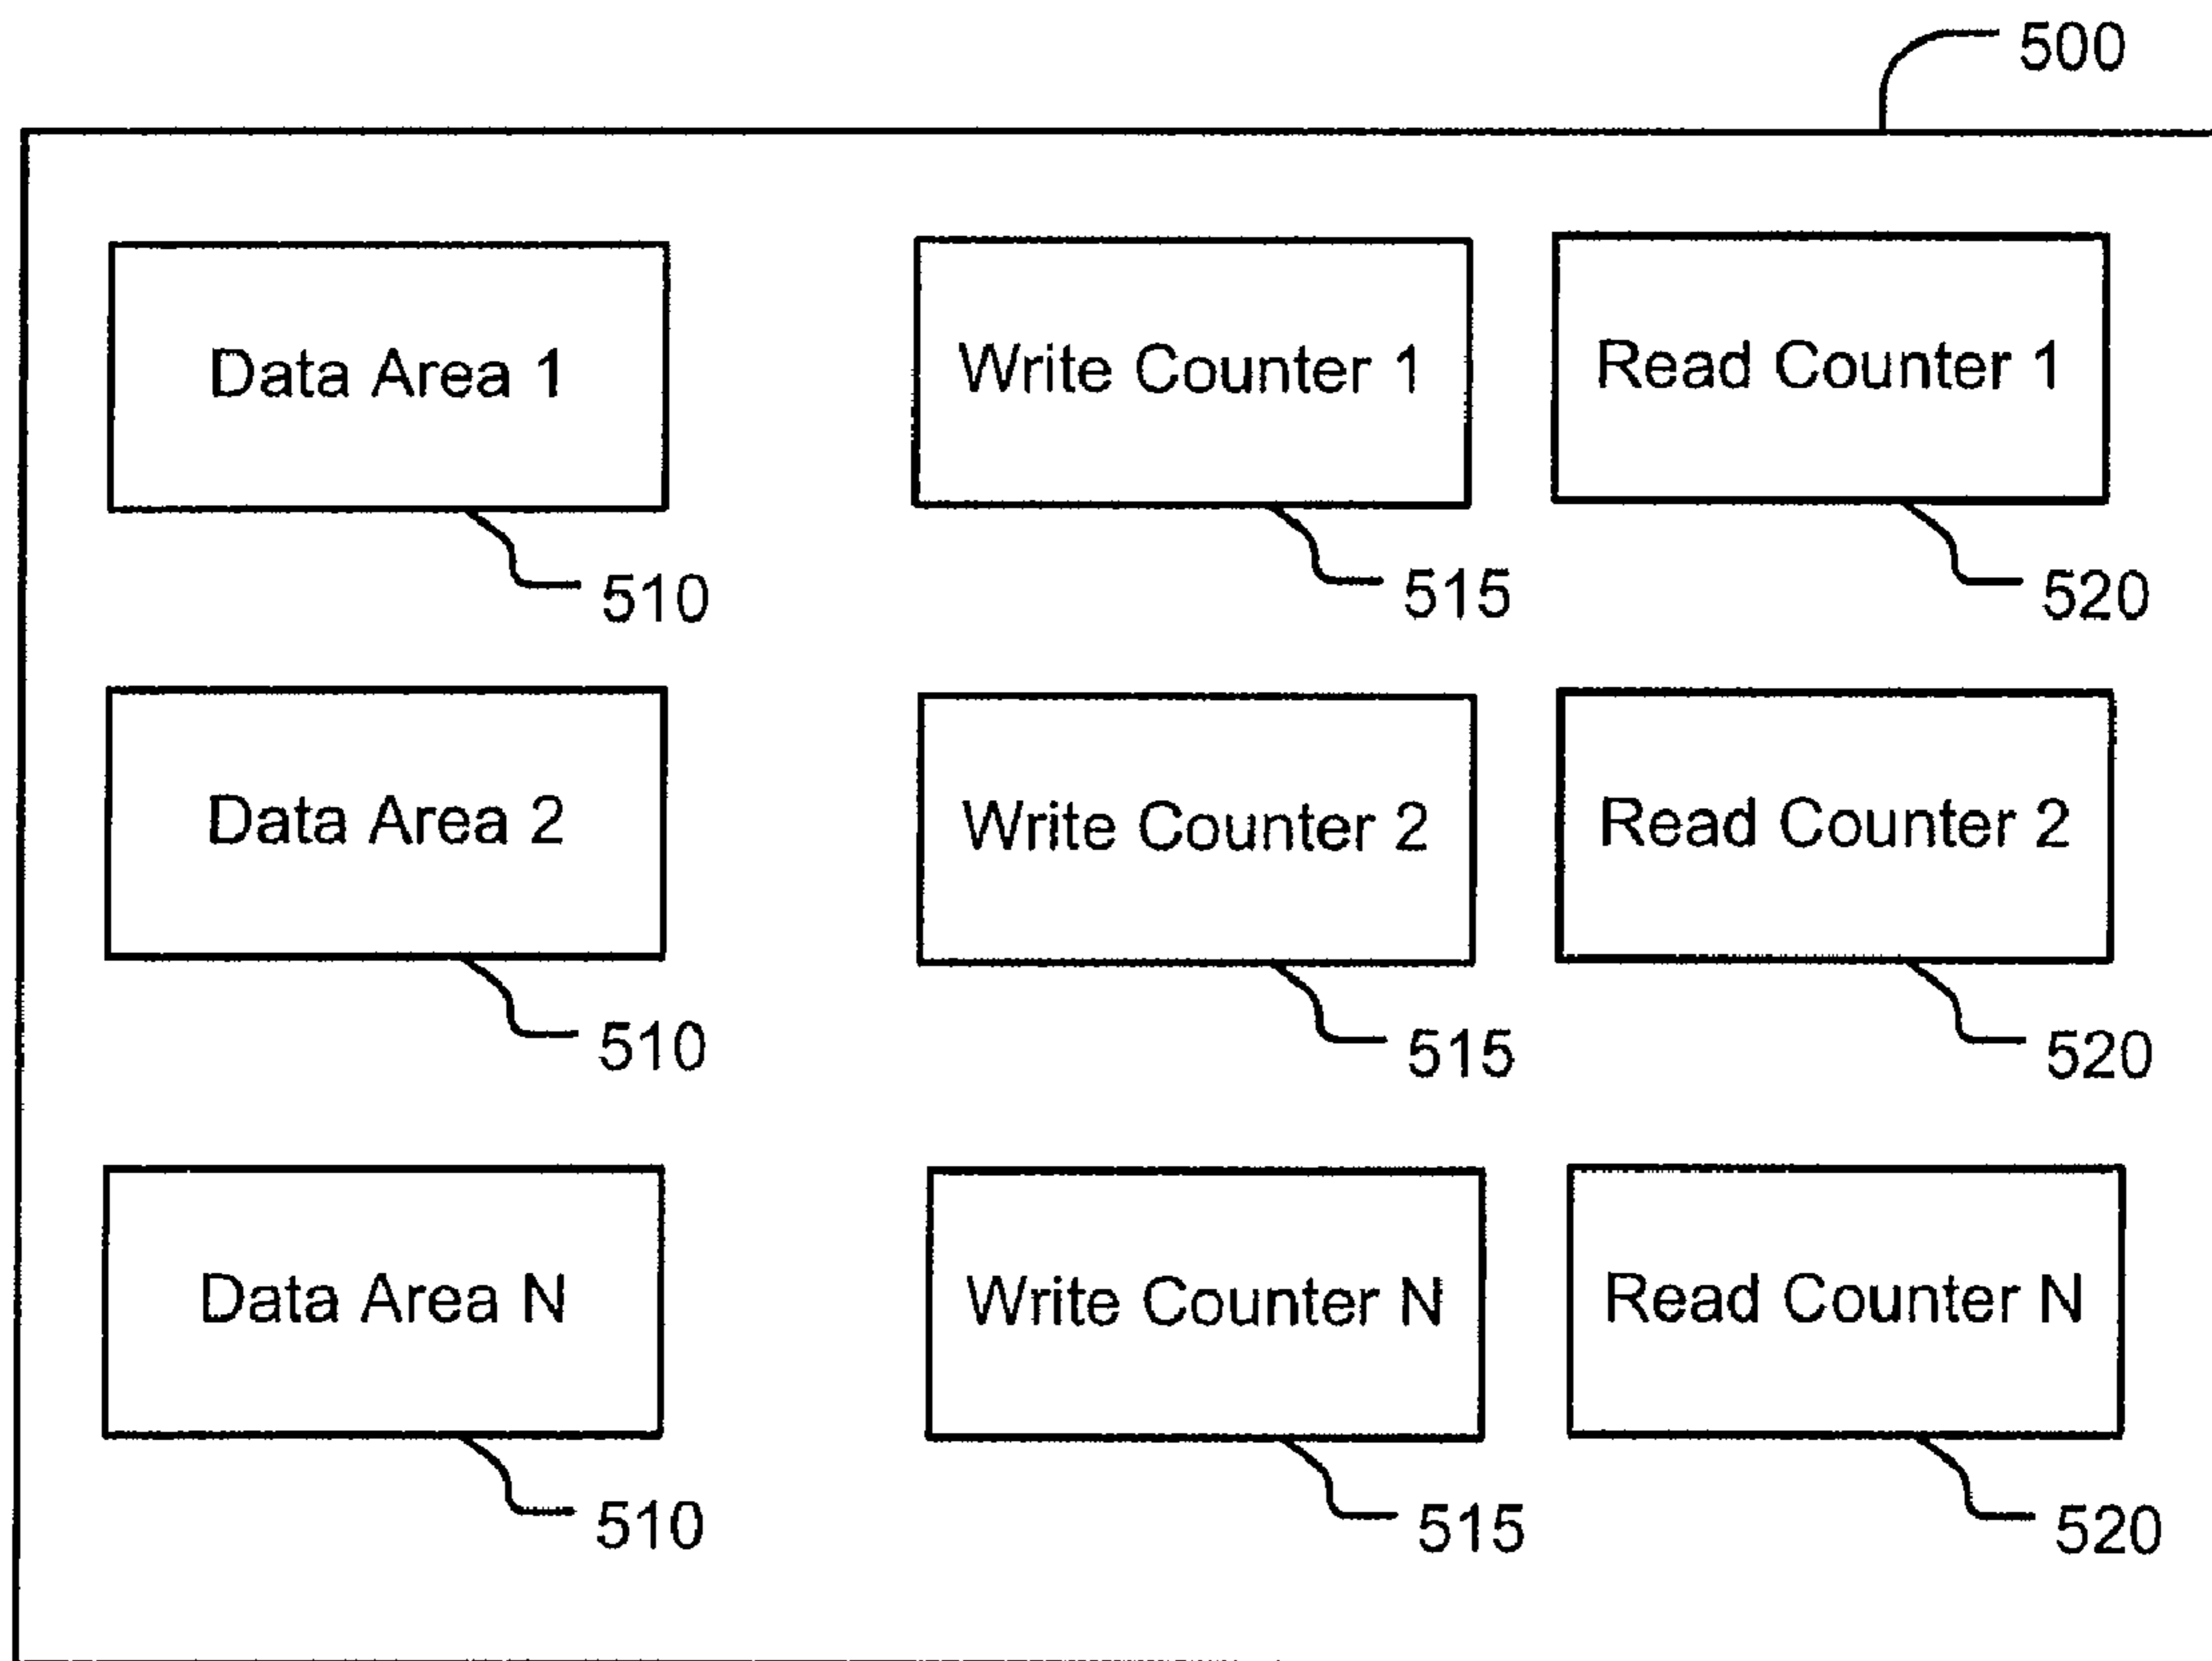 500
Data Area 1
Write Counter 1
Read Counter 1
510
515
520
Data Area 2
Write Counter 2
Read Counter 2
510
515
520
Data Area N
Write Counter N
Read Counter N
510
515
520